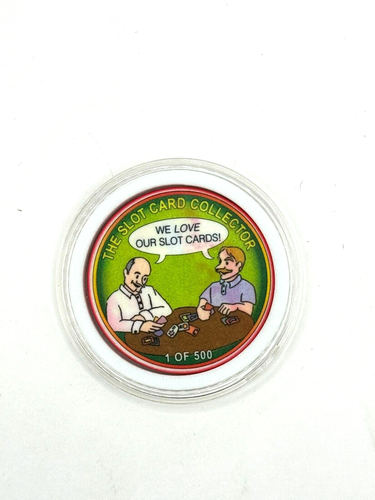 THE SLOT CARD COLLECTOR
WE LOVE
OUR SLOT CARDS!
1 OF 500